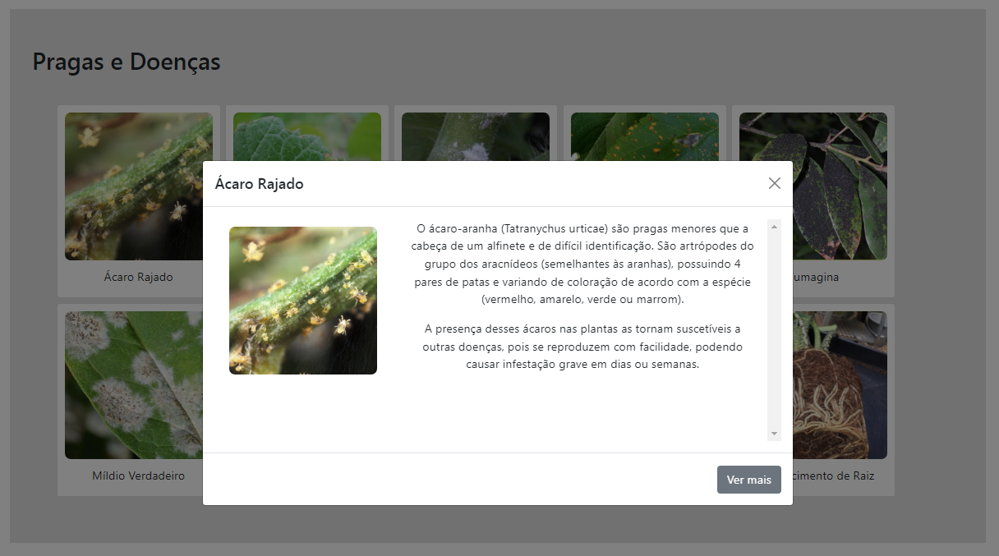 Pragas e Doenças
Ácaro Rajado
O ácaro-aranha (Tatranychus urticae) são pragas menores que a
cabeça de um alfinete e de difícil identificação. São artrópodes do
grupo dos aracnídeos (semelhantes às aranhas), possuindo 4
pares de patas e variando de coloração de acordo com a espécie
(vermelho, amarelo, verde ou marrom).
A presença desses ácaros nas plantas as tornam suscetíveis a
outras doenças, pois se reproduzem com facilidade, podendo
causar infestação grave em dias ou semanas.
Ver mais
Ácaro Rajado
umagina
Míldio Verdadeiro
cimento de Raiz